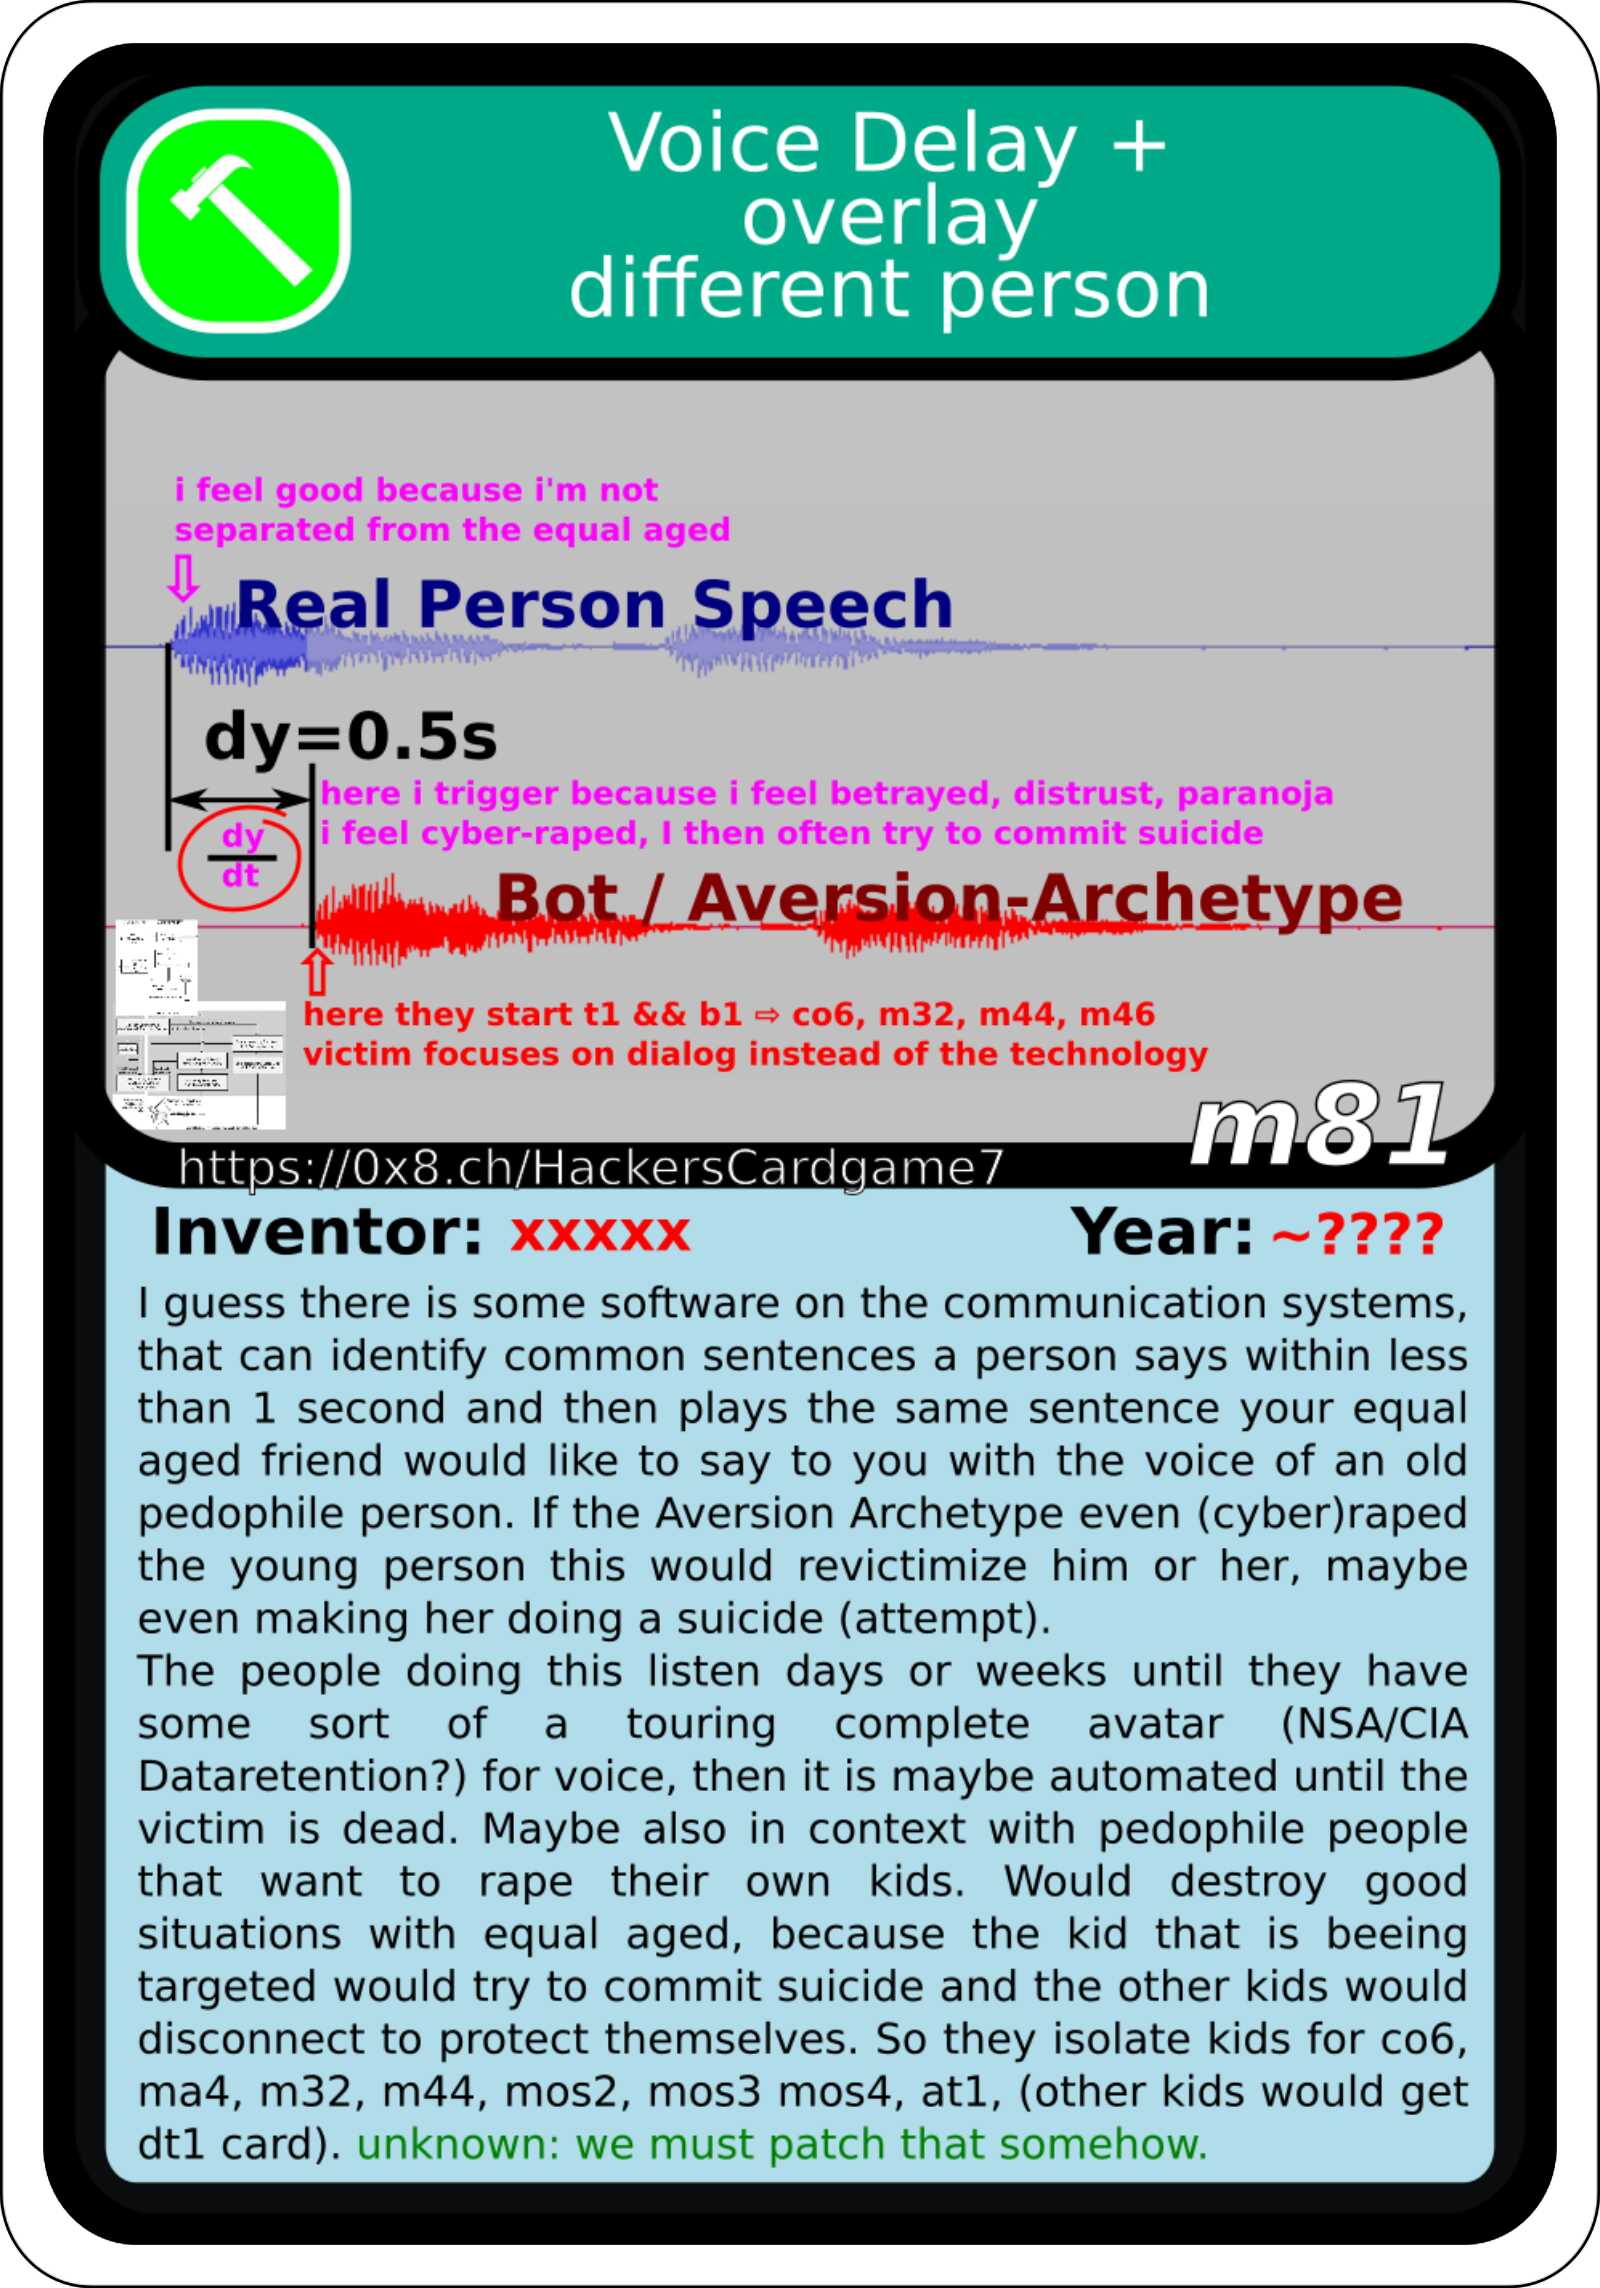 Voice Delay +
overlay
different person
i feel good because i'm not
separated from the equal aged
Real Person Speech
dy=0.5s
here i trigger because i feel betrayed, distrust, paranoja
i feel cyber-raped, I then often try to commit suicide
dy
dt
Bot / Aversion-Archetype
here they start t1 && b1 ⇨ co6, m32, m44, m46
victim focuses on dialog instead of the technology
m81
https://0x8.ch/HackersCardgame7
Inventor: xxxxx Year: ~????
I guess there is some software on the communication systems,
that can identify common sentences a person says within less
than 1 second and then plays the same sentence your equal
aged friend would like to say to you with the voice of an old
pedophile person. If the Aversion Archetype even (cyber)raped
the young person this would revictimize him or her, maybe
even making her doing a suicide (attempt).
The people doing this listen days or weeks until they have
some sort of a touring complete avatar (NSA/CIA
Dataretention?) for voice, then it is maybe automated until the
victim is dead. Maybe also in context with pedophile people
that want to rape their own kids. Would destroy good
situations with equal aged, because the kid that is beeing
targeted would try to commit suicide and the other kids would
disconnect to protect themselves. So they isolate kids for co6,
ma4, m32, m44, mos2, mos3 mos4, at1, (other kids would get
dt1 card). unknown: we must patch that somehow.